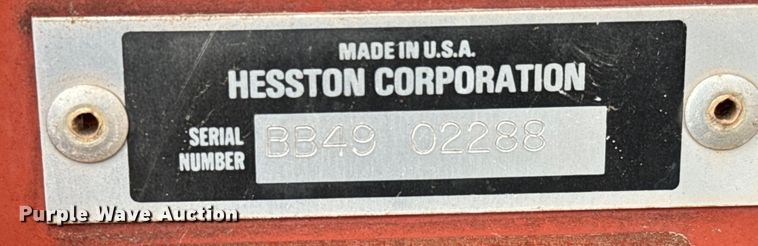 MADE IN U.S.A.
HESSTON CORPORATION
SERIAL NUMBER BB49 02288
Purple Wave Auction